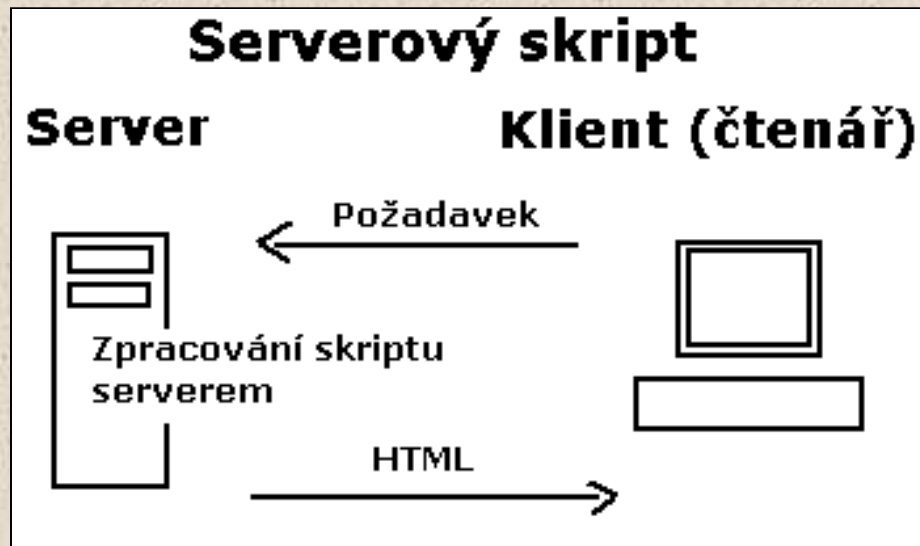 Serverový skript
Server
Klient (čtenář)
Požadavek
Zpracování skriptu
serverem
HTML